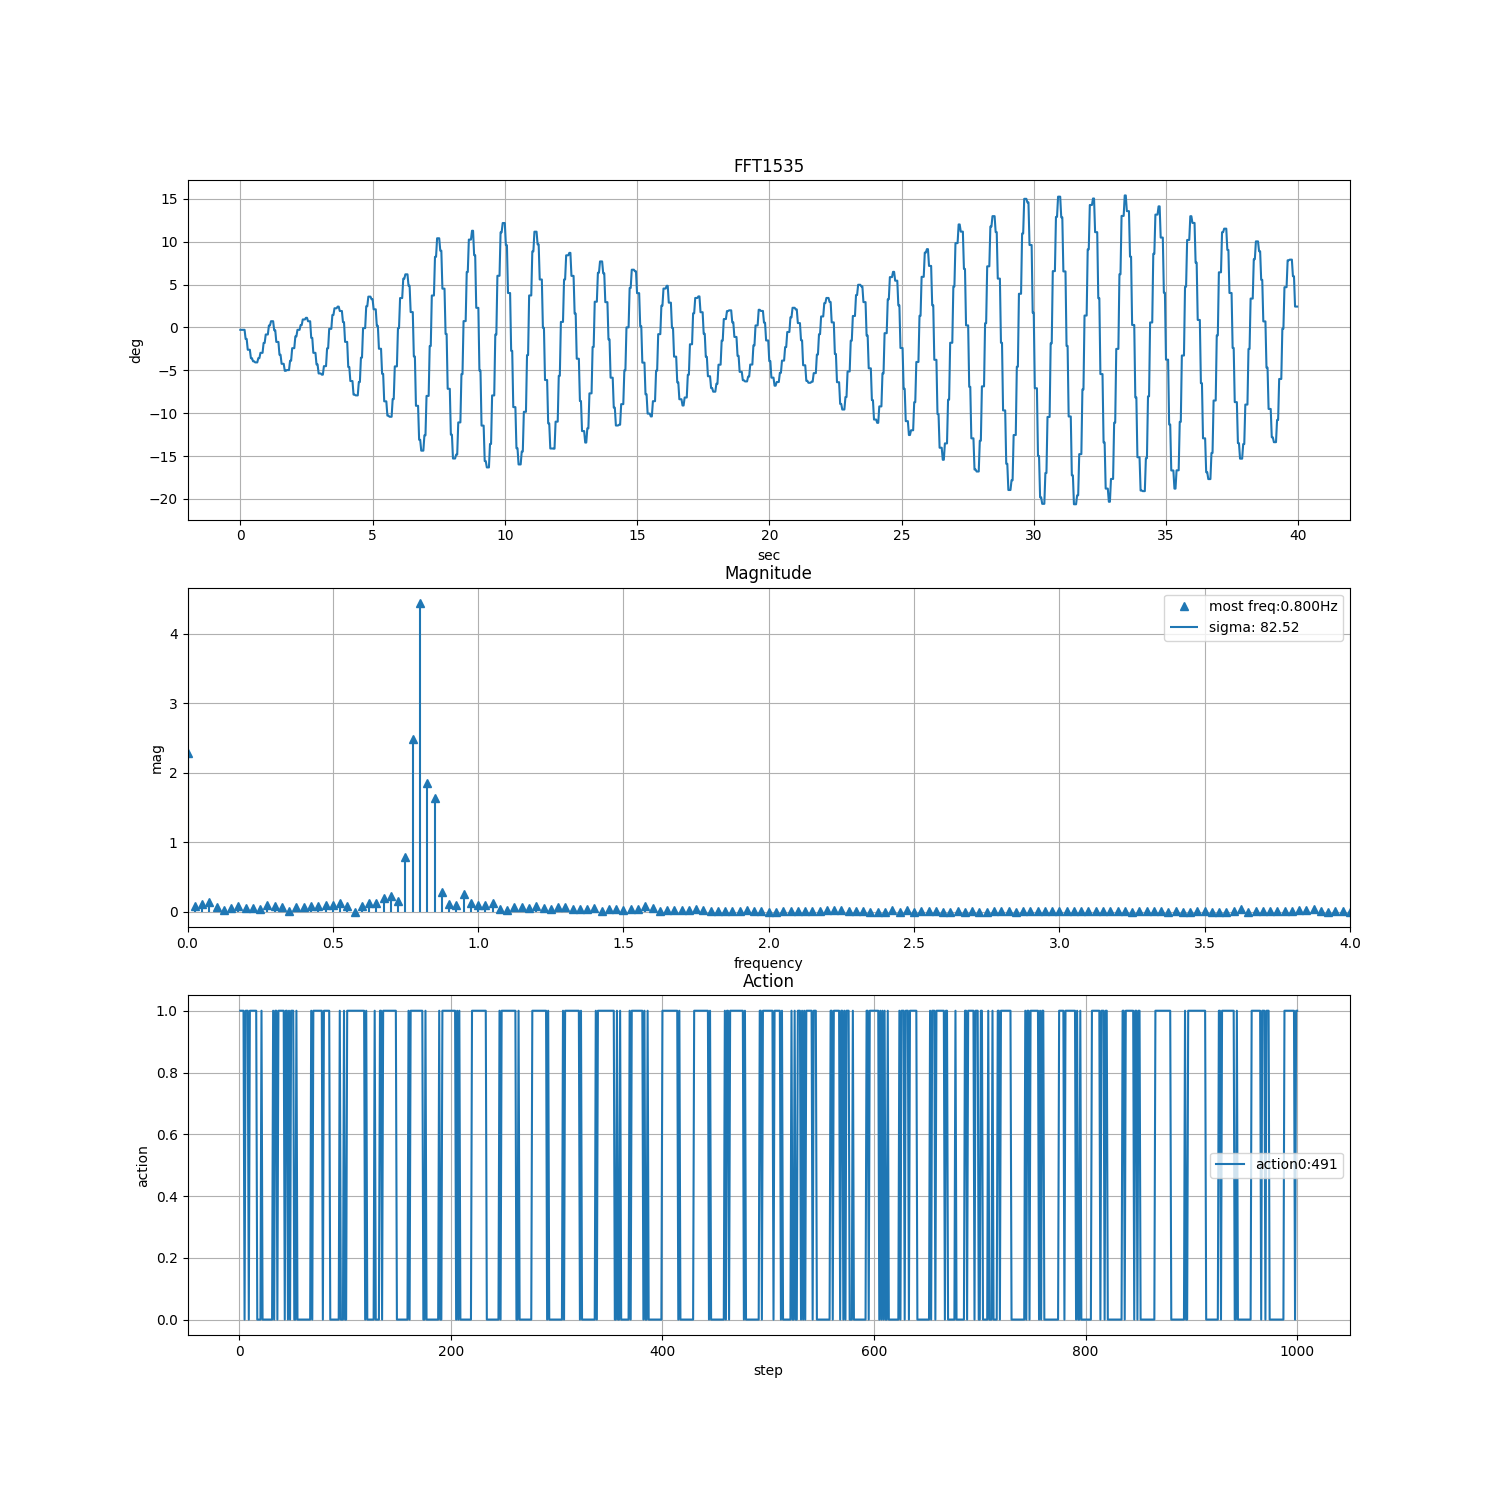 FFT1535
15
10
5
0
−5
−10
−15
−20
deg
0 5 10 15 20 25 30 35 40
sec
Magnitude
most freq:0.800Hz
sigma: 82.52
4
3
2
1
0
mag
0.0 0.5 1.0 1.5 2.0 2.5 3.0 3.5 4.0
frequency
Action
1.0
0.8
0.6
0.4
0.2
0.0
action
action0:491
0 200 400 600 800 1000
step